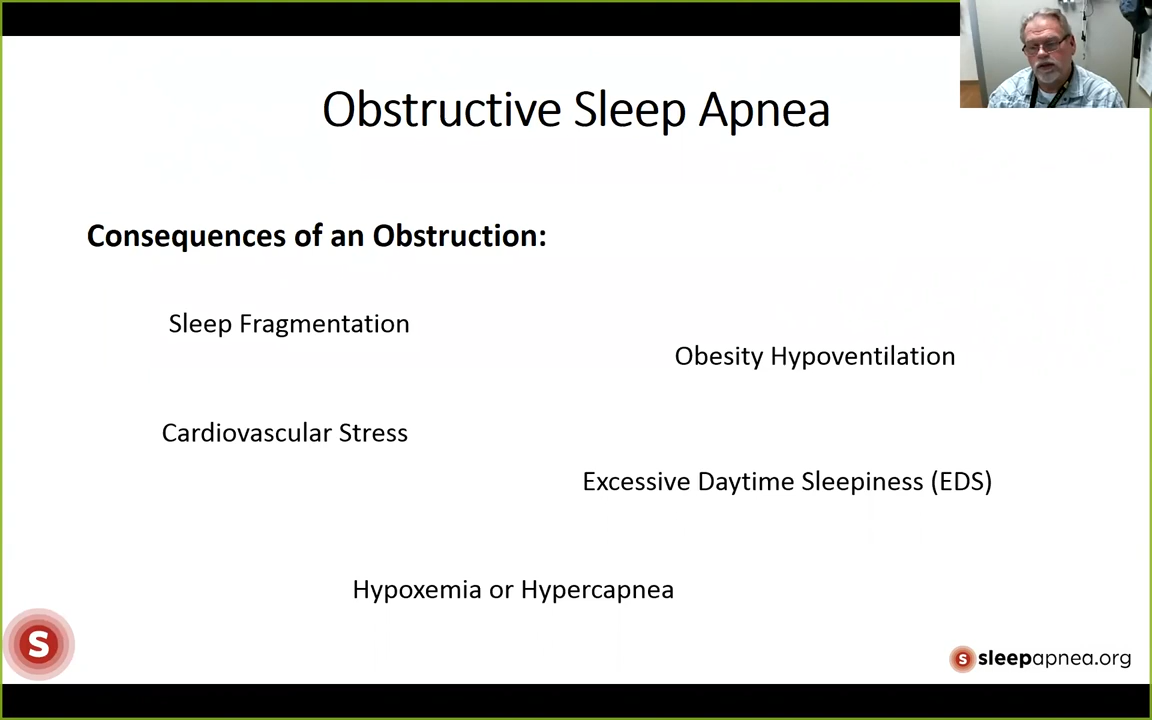 Obstructive Sleep Apnea
Consequences of an Obstruction:
Sleep Fragmentation
Obesity Hypoventilation
Cardiovascular Stress
Excessive Daytime Sleepiness (EDS)
Hypoxemia or Hypercapnea
S
S sleepapnea.org